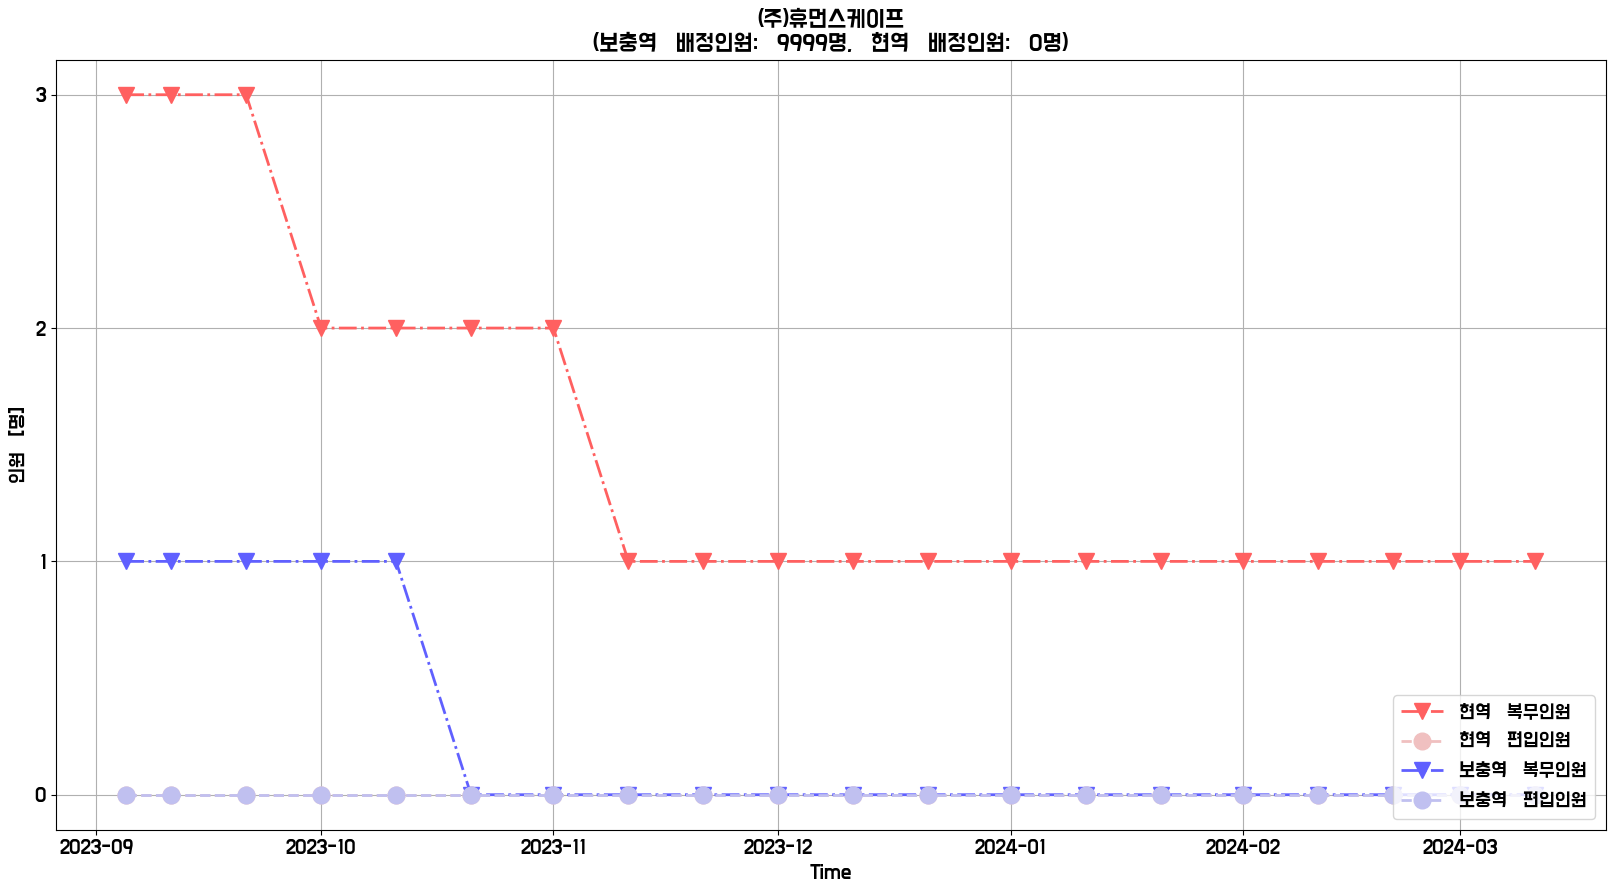 (주)휴먼스케이프
(보충역 배정인원: 9999명, 현역 배정인원: 0명)
3
2
1
0
인원 [명]
2023-09 2023-10 2023-11 2023-12 2024-01 2024-02 2024-03
Time
현역 복무인원
현역 편입인원
보충역 복무인원
보충역 편입인원